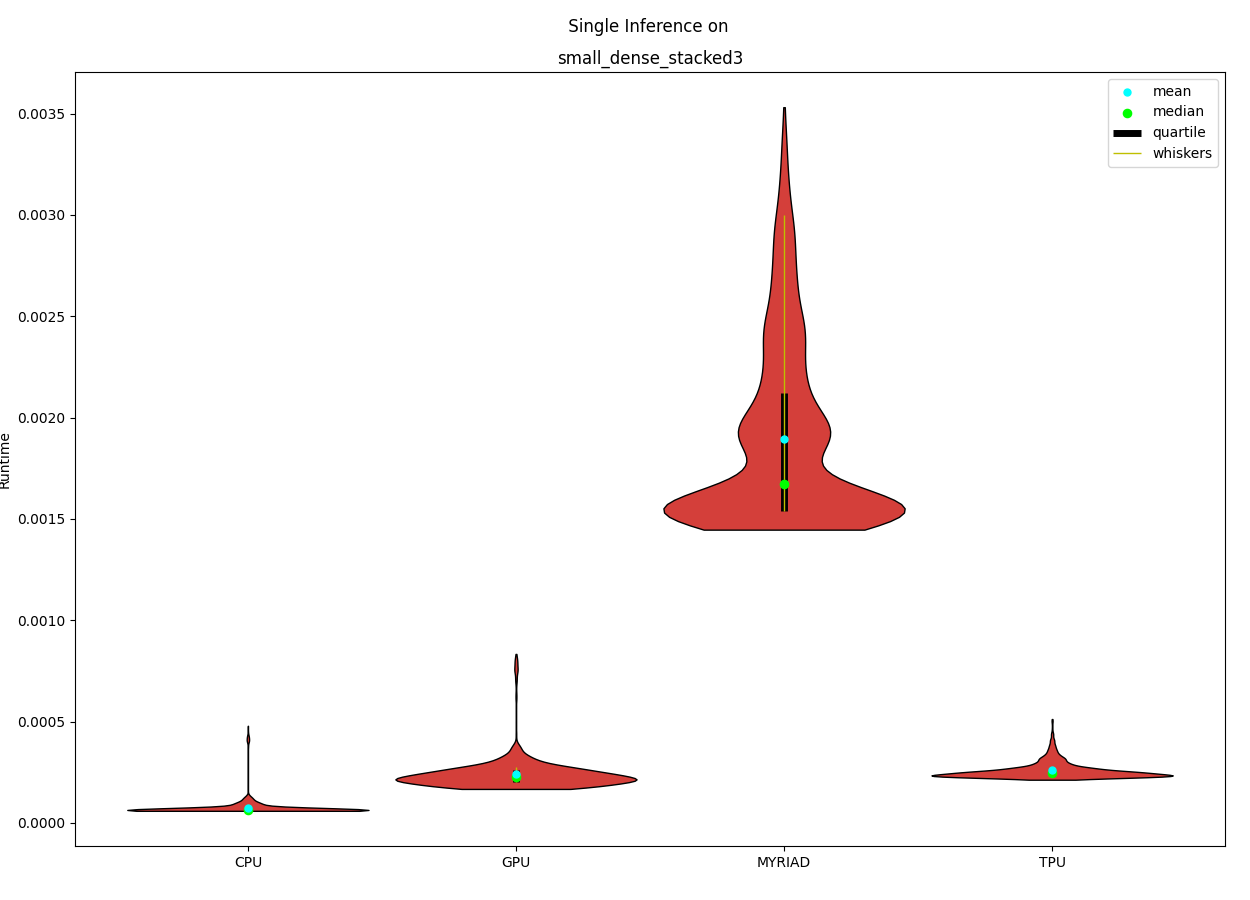 Single Inference on
small_dense_stacked3
mean
median
quartile
whiskers
0.0035
0.0030
0.0025
0.0020
0.0015
0.0010
0.0005
0.0000
Runtime
CPU GPU MYRIAD TPU